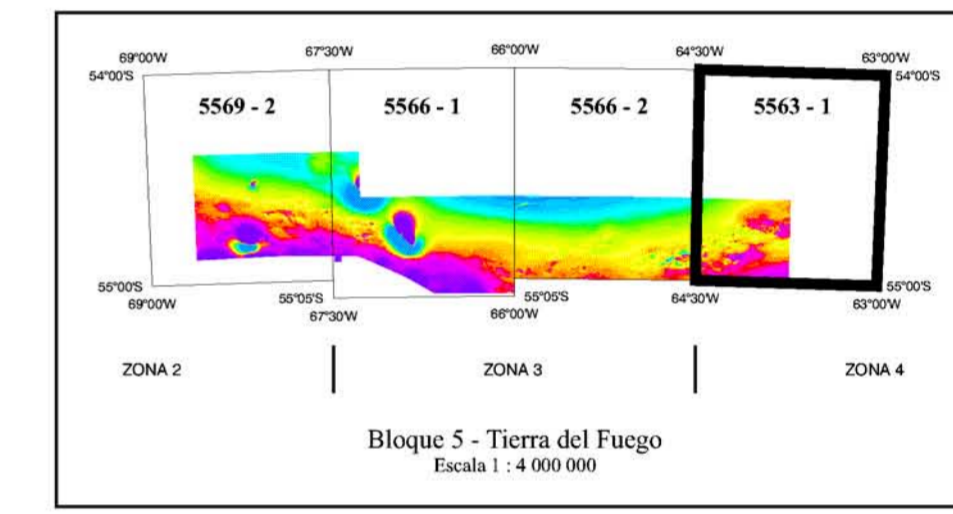 69°00'W 67°30'W 66°00'W 64°30'W 63°00'W
54°00'S 54°00'S
5569 - 2 5566 - 1 5566 - 2 5563 - 1
55°00'S 55°05'S 55°05'S 55°00'S
69°00'W 67°30'W 66°00'W 64°30'W 63°00'W
ZONA 2 ZONA 3 ZONA 4
Bloque 5 - Tierra del Fuego
Escala 1 : 4 000 000